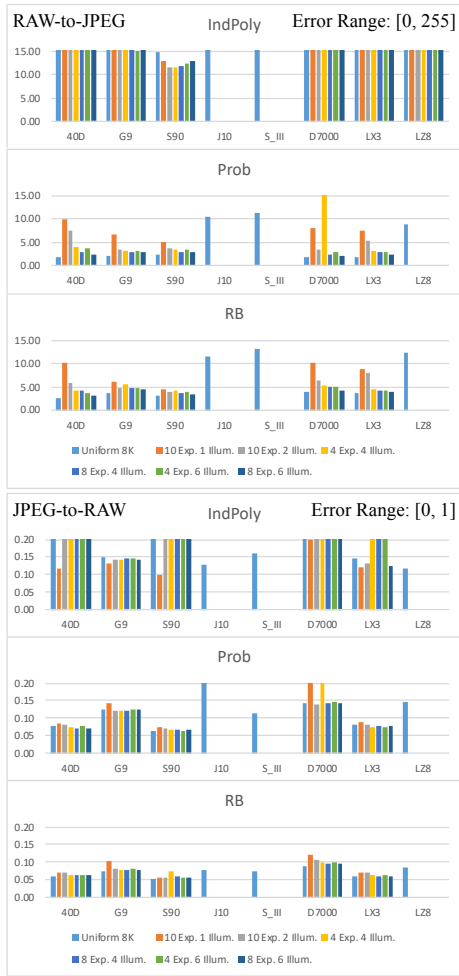 RAW-to-JPEG IndPoly Error Range: [0, 255]
15.00
10.00
5.00
0.00
40D G9 S90 J10 S_III D7000 LX3 LZ8
Prob
15.00
10.00
5.00
0.00
40D G9 S90 J10 S_III D7000 LX3 LZ8
RB
15.00
10.00
5.00
0.00
40D G9 S90 J10 S_III D7000 LX3 LZ8
Uniform 8K 10 Exp. 1 Illum. 10 Exp. 2 Illum. 4 Exp. 4 Illum.
8 Exp. 4 Illum. 4 Exp. 6 Illum. 8 Exp. 6 Illum.
JPEG-to-RAW IndPoly Error Range: [0, 1]
0.20
0.15
0.10
0.05
0.00
40D G9 S90 J10 S_III D7000 LX3 LZ8
Prob
0.20
0.15
0.10
0.05
0.00
40D G9 S90 J10 S_III D7000 LX3 LZ8
RB
0.20
0.15
0.10
0.05
0.00
40D G9 S90 J10 S_III D7000 LX3 LZ8
Uniform 8K 10 Exp. 1 Illum. 10 Exp. 2 Illum. 4 Exp. 4 Illum.
8 Exp. 4 Illum. 4 Exp. 6 Illum. 8 Exp. 6 Illum.